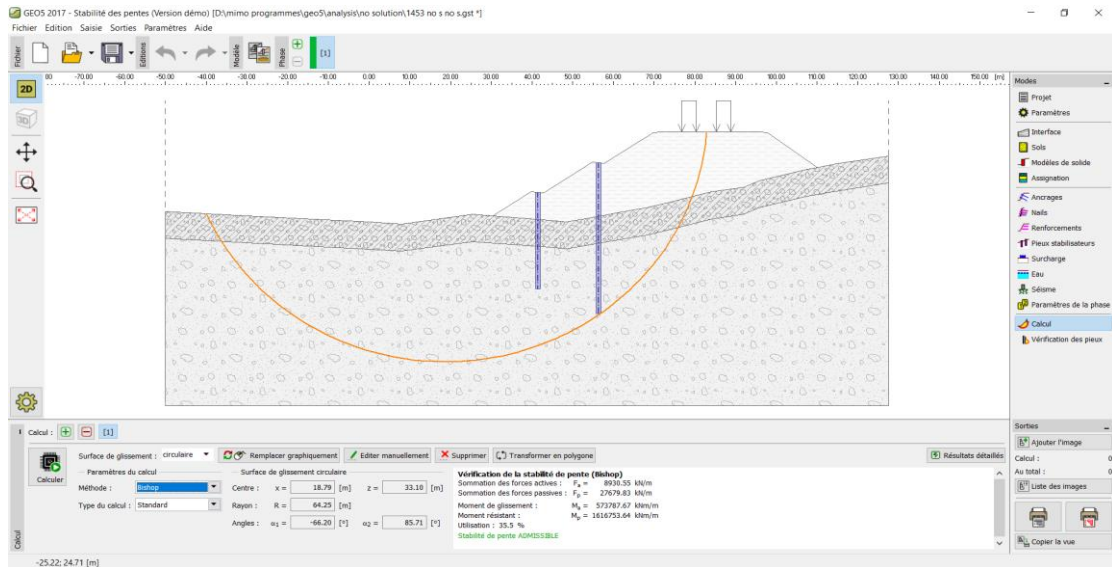 GEO5 2017 - Stabilité des pentes (Version démo) [D:\mimo programmes\geo5\analysis\no solution\1453 no s no s.gst *]
Fichier Edition Saisie Sorties Paramètres Aide
Fichier Editions Modèle Phase [1]
-70.00 -60.00 -50.00 -40.00 -30.00 -20.00 -10.00 0.00 10.00 20.00 30.00 40.00 50.00 60.00 70.00 80.00 90.00 100.00 110.00 120.00 130.00 140.00 150.00 [m]
2D
3D
Modes
Projet
Paramètres
Interface
Sols
Modèles de solide
Assignation
Ancrages
Nails
Renforcements
Pieux stabilisateurs
Surcharge
Eau
Séisme
Paramètres de la phase
Calcul
Vérification des pieux
Calcul : [1]
Calculer
Surface de glissement : circulaire Remplacer graphiquement Editer manuellement Supprimer Transformer en polygone Résultats détaillés
Paramètres du calcul
Méthode : Bishop
Type du calcul : Standard
Surface de glissement circulaire
Centre : x = 18.79 [m] z = 33.10 [m]
Rayon : R = 64.25 [m]
Angles : α1 = -66.20 [°] α2 = 85.71 [°]
Vérification de la stabilité de pente (Bishop)
Sommation des forces actives : Fa = 8930.55 kN/m
Sommation des forces passives : Fp = 27679.83 kN/m
Moment de glissement : Ma = 573787.67 kNm/m
Moment résistant : Mp = 1616753.64 kNm/m
Utilisation : 35.5 %
Stabilité de pente ADMISSIBLE
Calcul
Sorties
Ajouter l'image
Calcul : 0
Au total : 0
Liste des images
Copier la vue
-25.22; 24.71 [m]